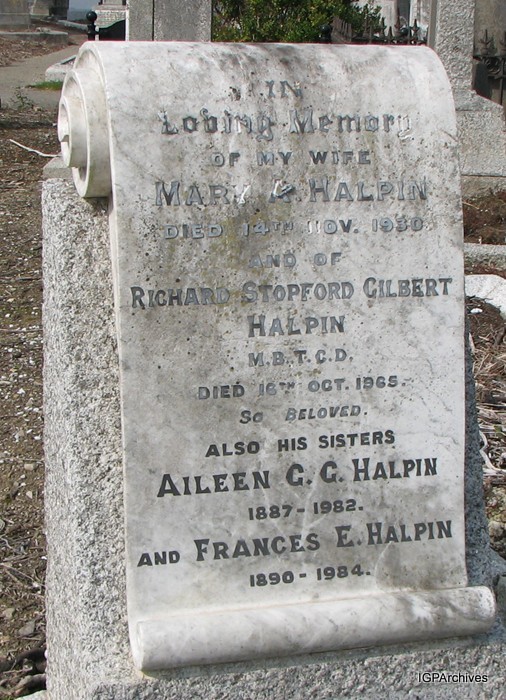 IN
Loving Memory
OF MY WIFE
MARY A. HALPIN
DIED 14TH NOV. 1930
AND OF
RICHARD STOPFORD GILBERT
HALPIN
M.B. T.C.D.
DIED 16TH OCT. 1965.
SO BELOVED.
ALSO HIS SISTERS
AILEEN G. G. HALPIN
1887 - 1982.
AND FRANCES E. HALPIN
1890 - 1984.
IGPArchives